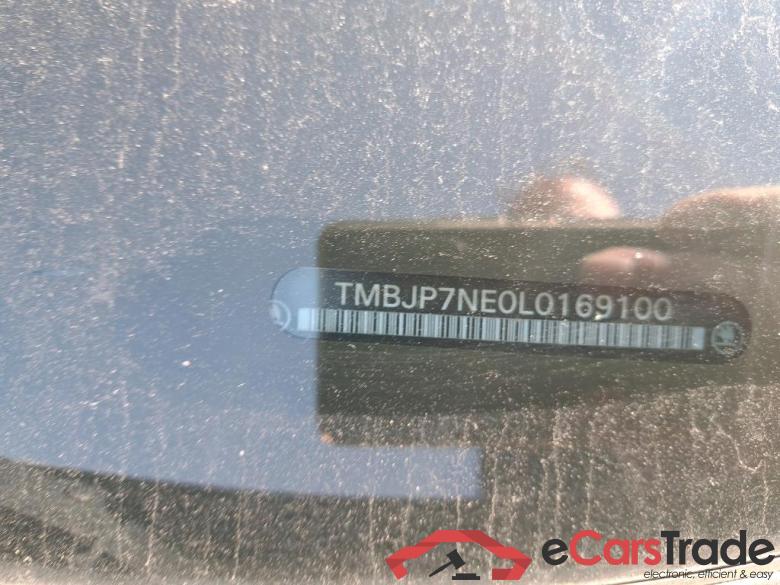 TMBJP7NE0L0169100
eCarsTrade
electronic, efficient & easy